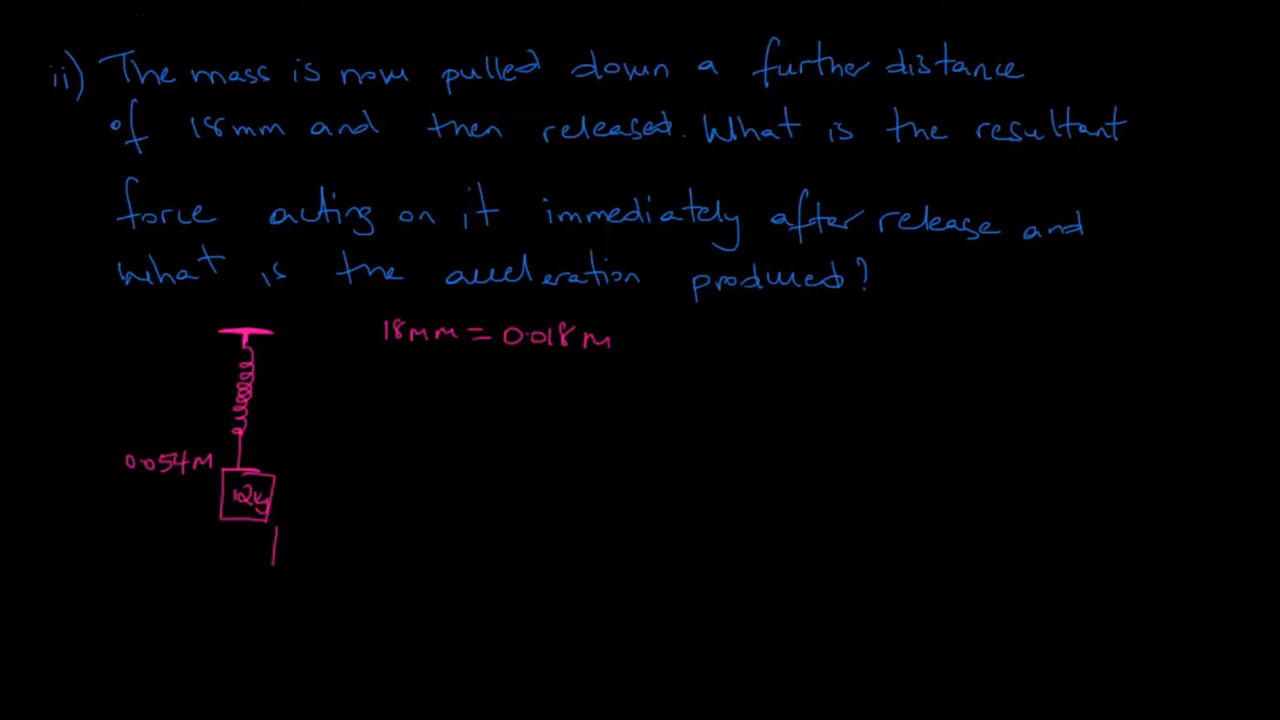 ii) The mass is now pulled down a further distance
of 18mm and then released. What is the resultant
force acting on it immediately after release and
what is the acceleration produced?
18mm = 0.018 M
0.054M
12kg